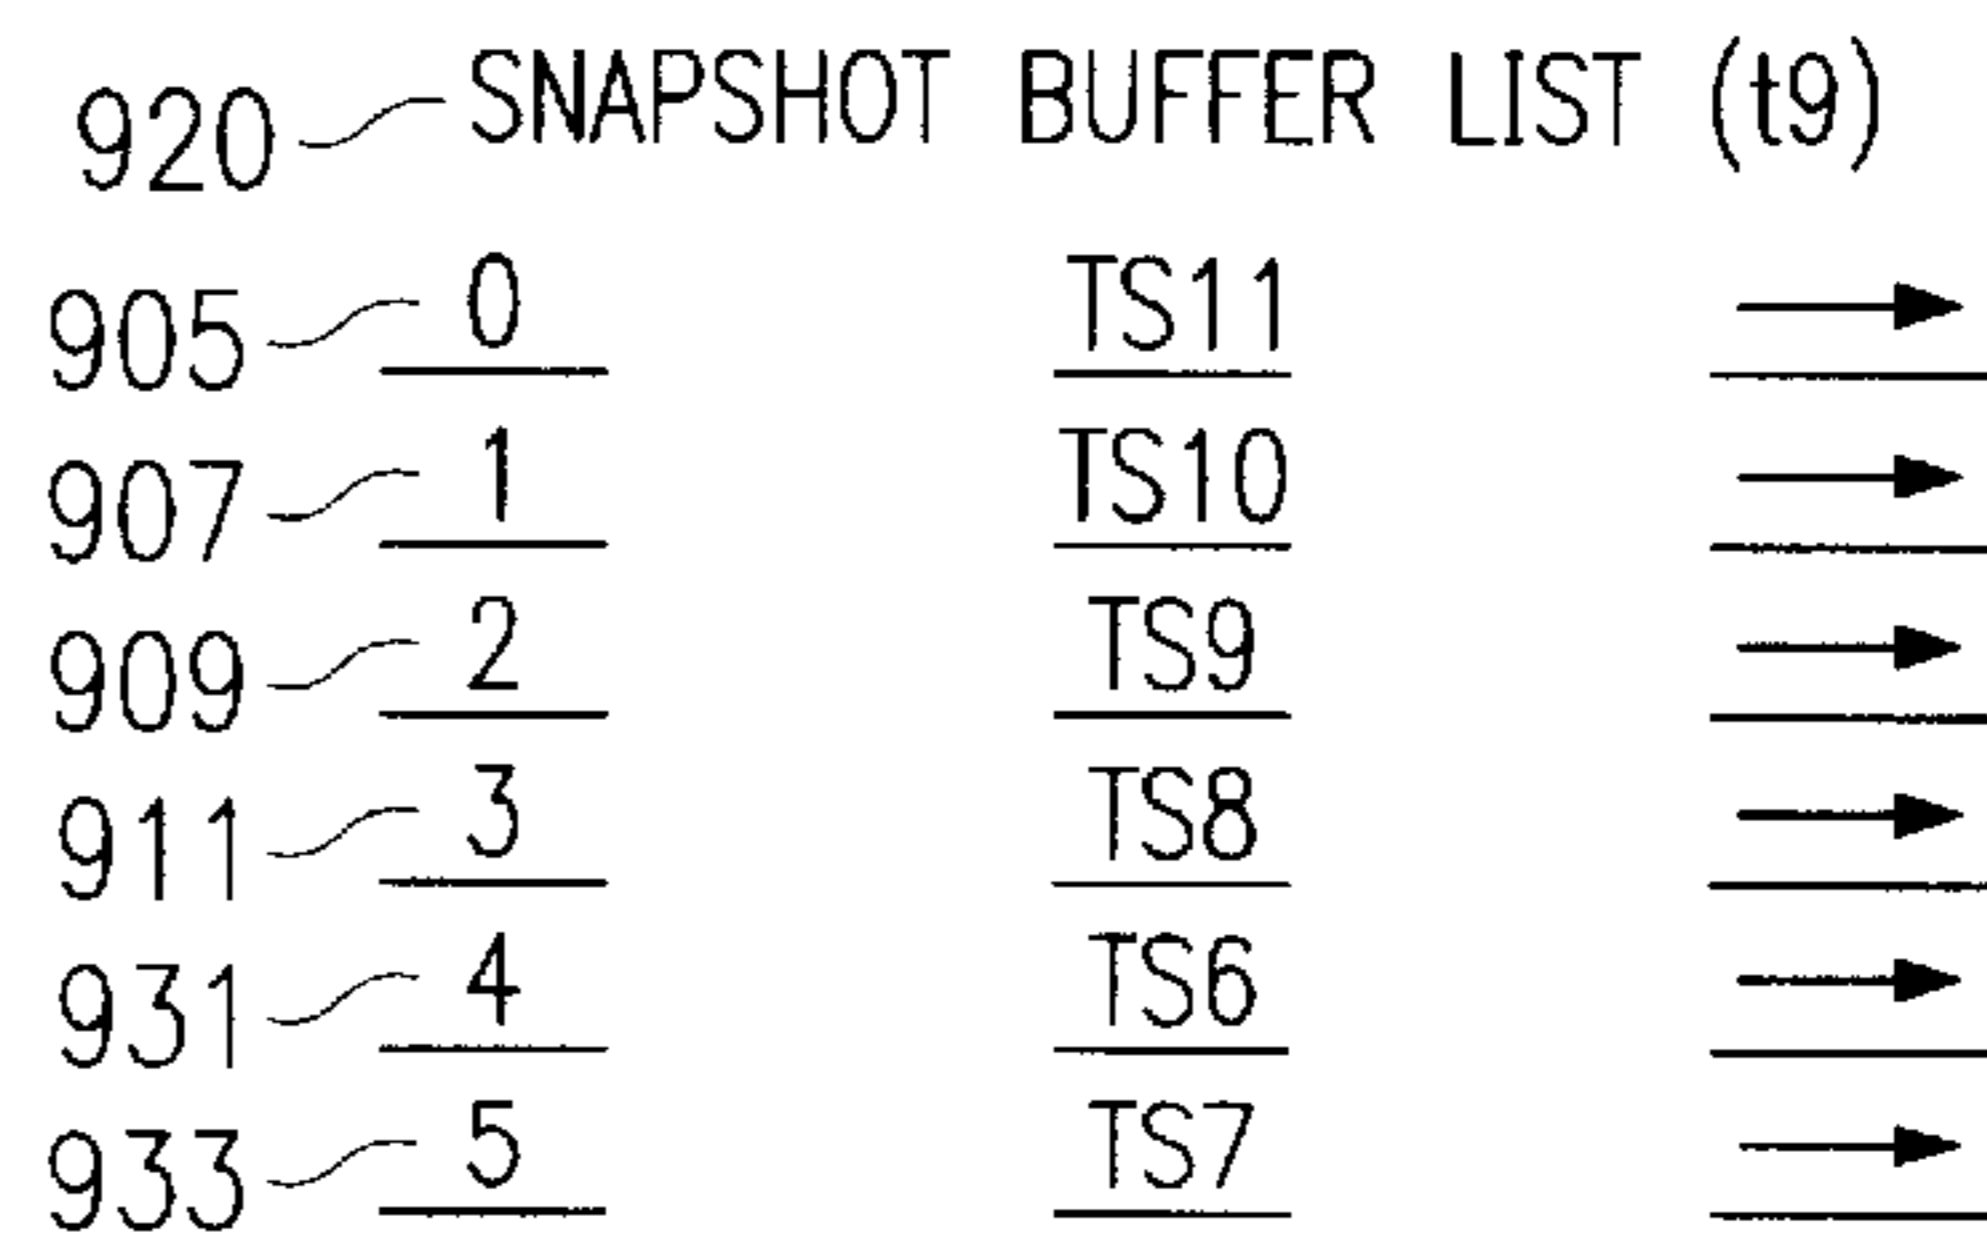 920 SNAPSHOT BUFFER LIST (t9)
905 0 TS11
907 1 TS10
909 2 TS9
911 3 TS8
931 4 TS6
933 5 TS7